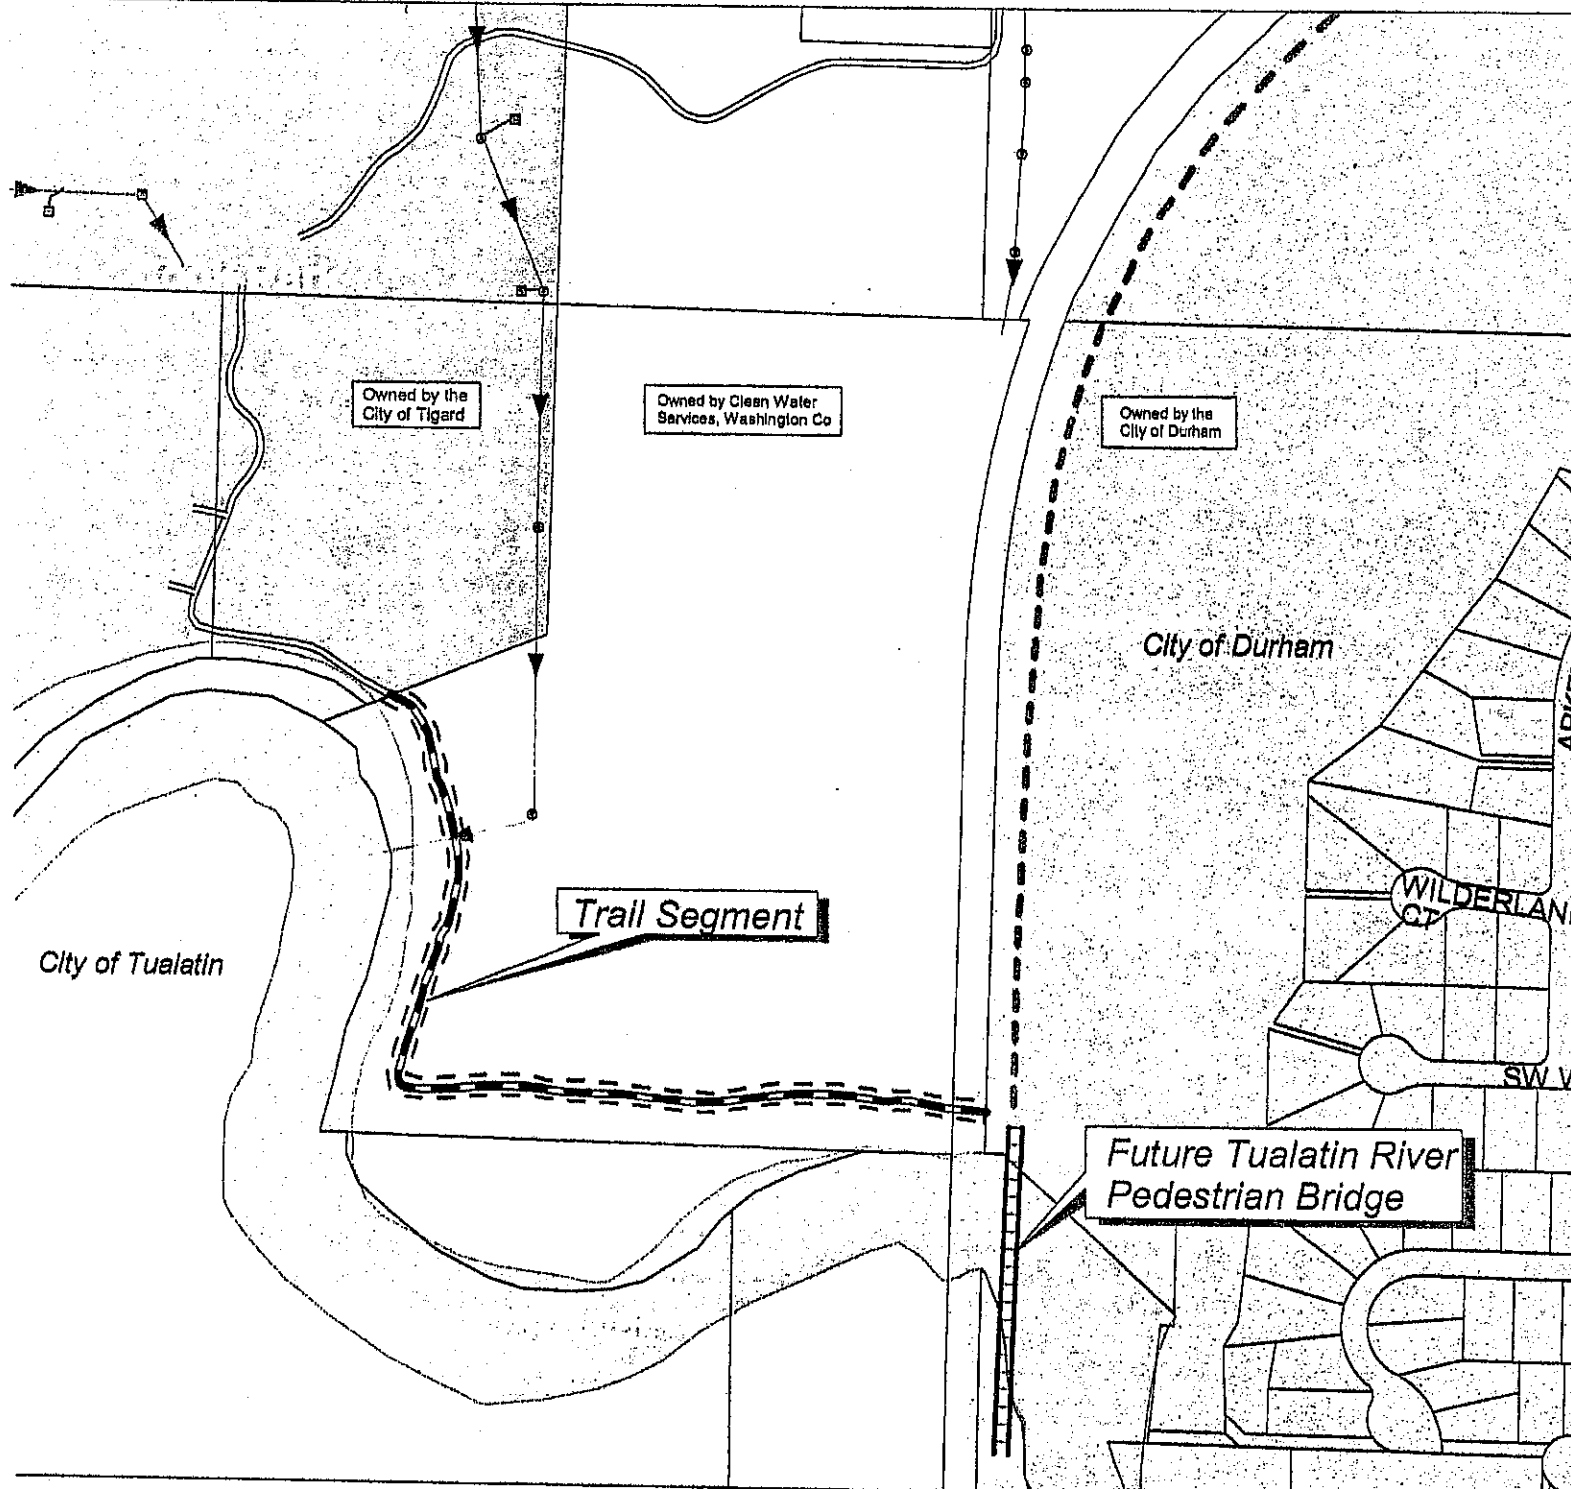 Owned by the
City of Tigard
Owned by Clean Water
Services, Washington Co
Owned by the
City of Durham
City of Durham
WILDERLAN
CT
Trail Segment
City of Tualatin
SW
Future Tualatin River
Pedestrian Bridge